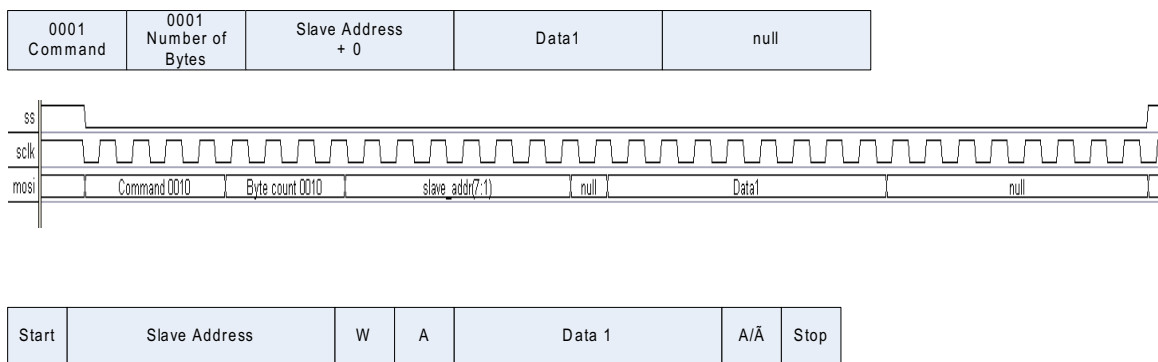 0001
Command
0001
Number of
Bytes
Slave Address
+ 0
Data1
null
ss
sclk
mosi
Command 0010
Byte count 0010
slave_addr(7:1)
null
Data1
null
Start
Slave Address
W
A
Data 1
A/Ã
Stop